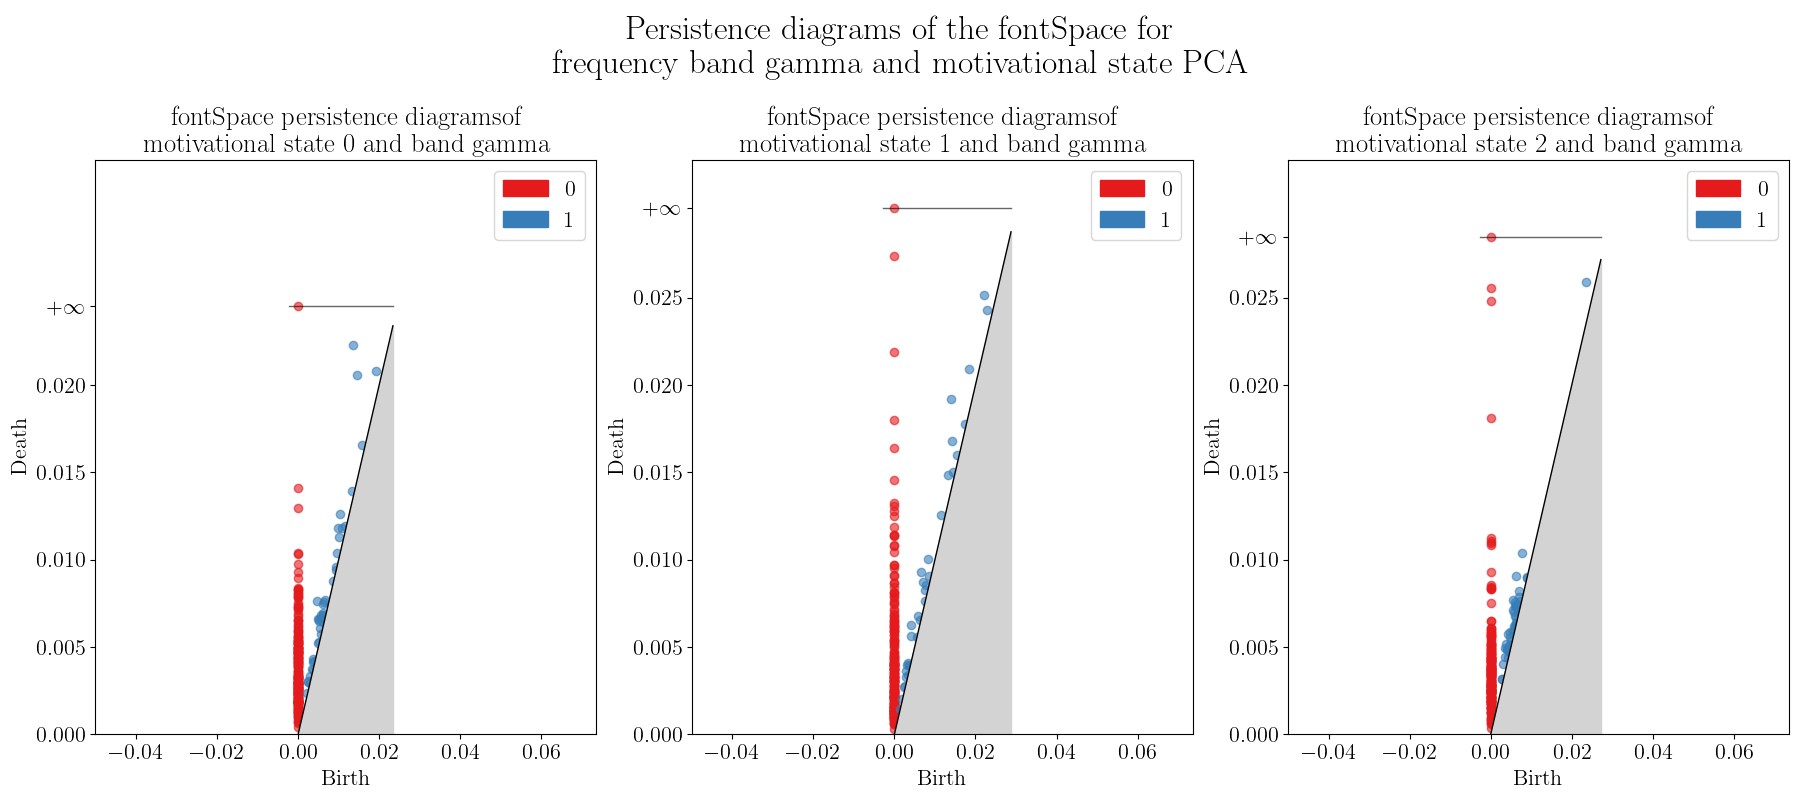 Persistence diagrams of the fontSpace for
frequency band gamma and motivational state PCA
fontSpace persistence diagramsof
motivational state 0 and band gamma
0
1
+∞
0.020
0.015
0.010
0.005
0.000
Death
−0.04 −0.02 0.00 0.02 0.04 0.06
Birth
fontSpace persistence diagramsof
motivational state 1 and band gamma
0
1
+∞
0.025
0.020
0.015
0.010
0.005
0.000
Death
−0.04 −0.02 0.00 0.02 0.04 0.06
Birth
fontSpace persistence diagramsof
motivational state 2 and band gamma
0
1
+∞
0.025
0.020
0.015
0.010
0.005
0.000
Death
−0.04 −0.02 0.00 0.02 0.04 0.06
Birth